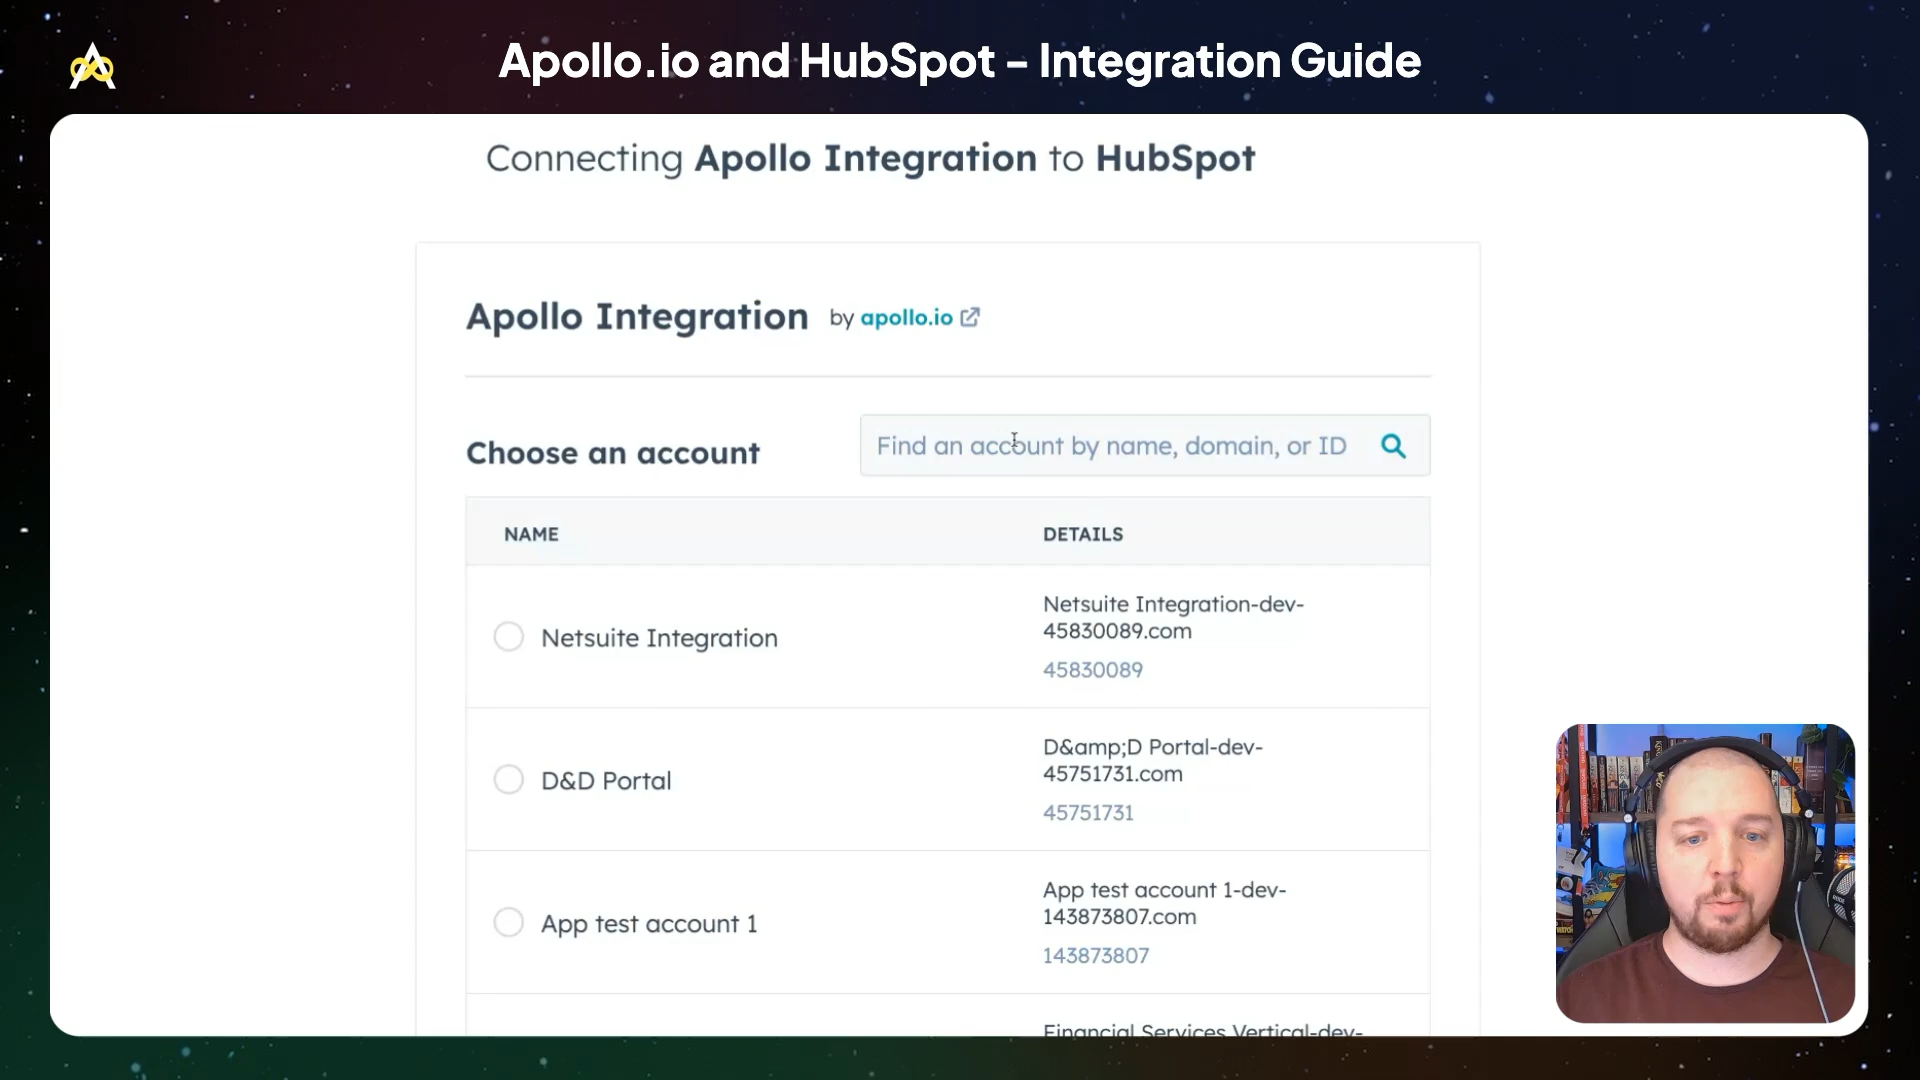 Apollo.io and HubSpot – Integration Guide
Connecting Apollo Integration to HubSpot
Apollo Integration by apollo.io
Choose an account
Find an account by name, domain, or ID
NAME
DETAILS
Netsuite Integration
Netsuite Integration-dev-
45830089.com
45830089
D&D Portal
D&amp;D Portal-dev-
45751731.com
45751731
App test account 1
App test account 1-dev-
143873807.com
143873807
Financial Services Vertical-dev-